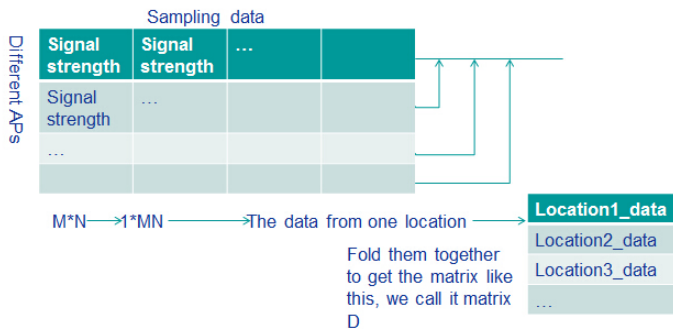 Sampling data
Different APs
Signal strength Signal strength ...
Signal strength ...
...
M*N 1*MN The data from one location
Location1_data
Location2_data
Location3_data
...
Fold them together
to get the matrix like
this, we call it matrix
D